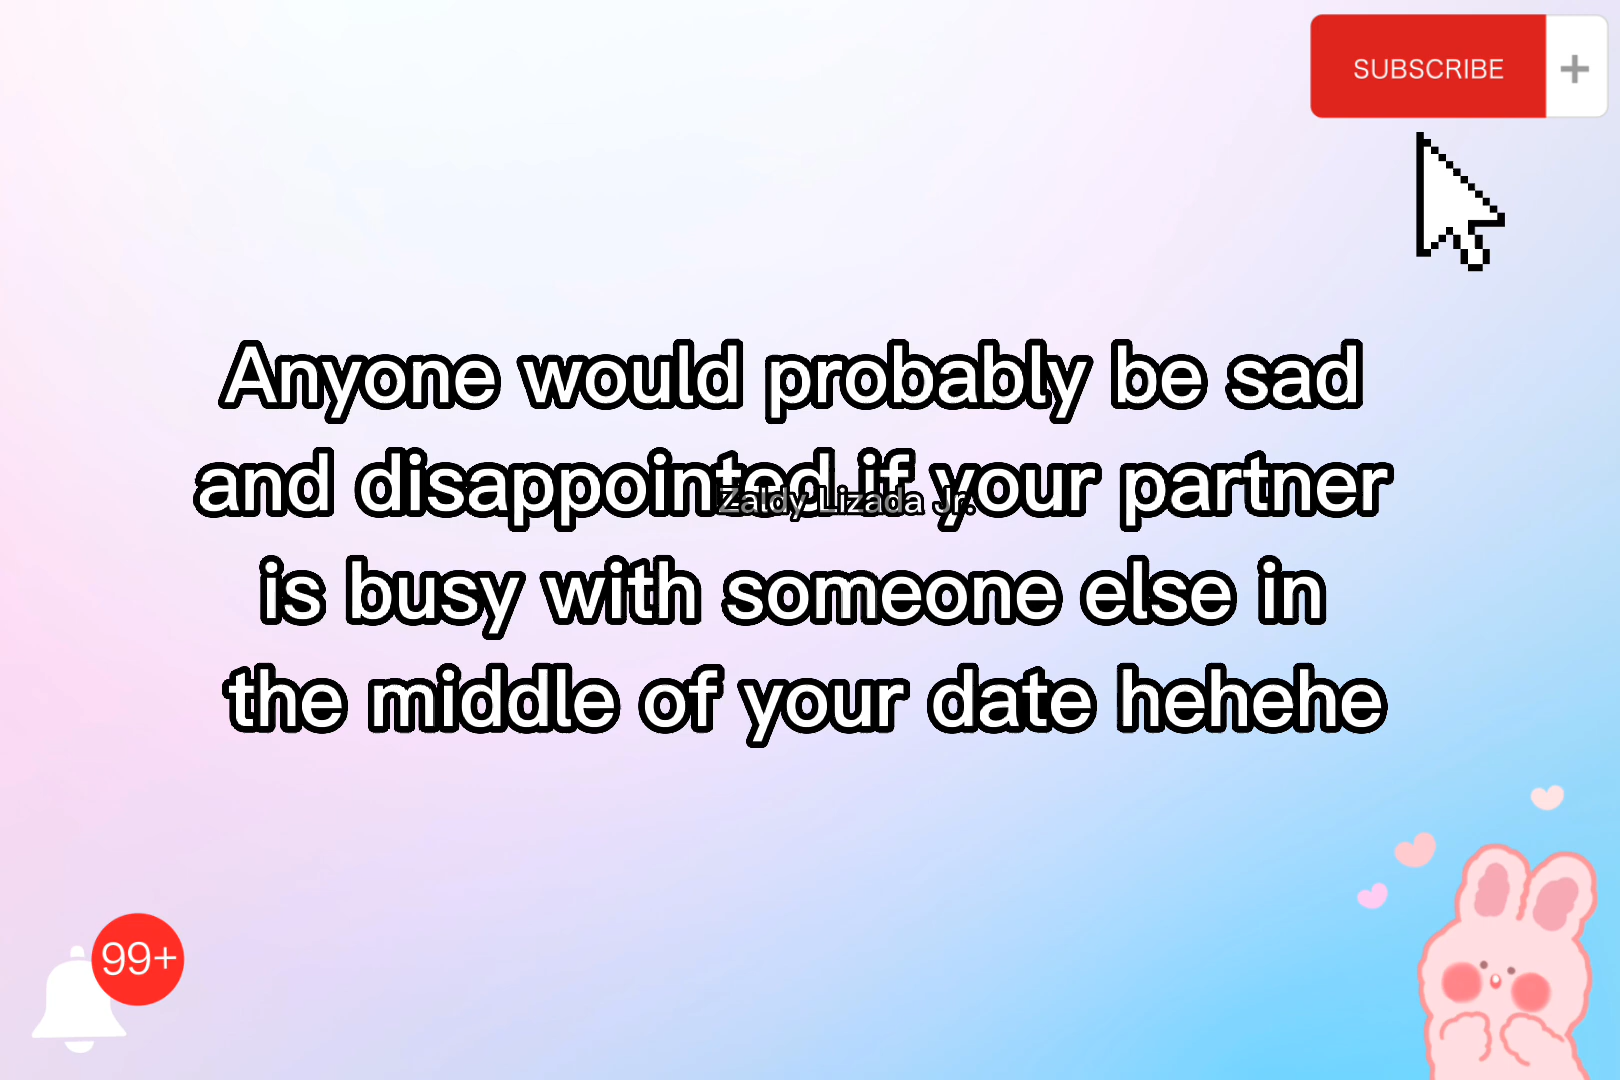 SUBSCRIBE +
Anyone would probably be sad
and disappointed if your partner
Zaldy Lizada Jr.
is busy with someone else in
the middle of your date hehehe
99+